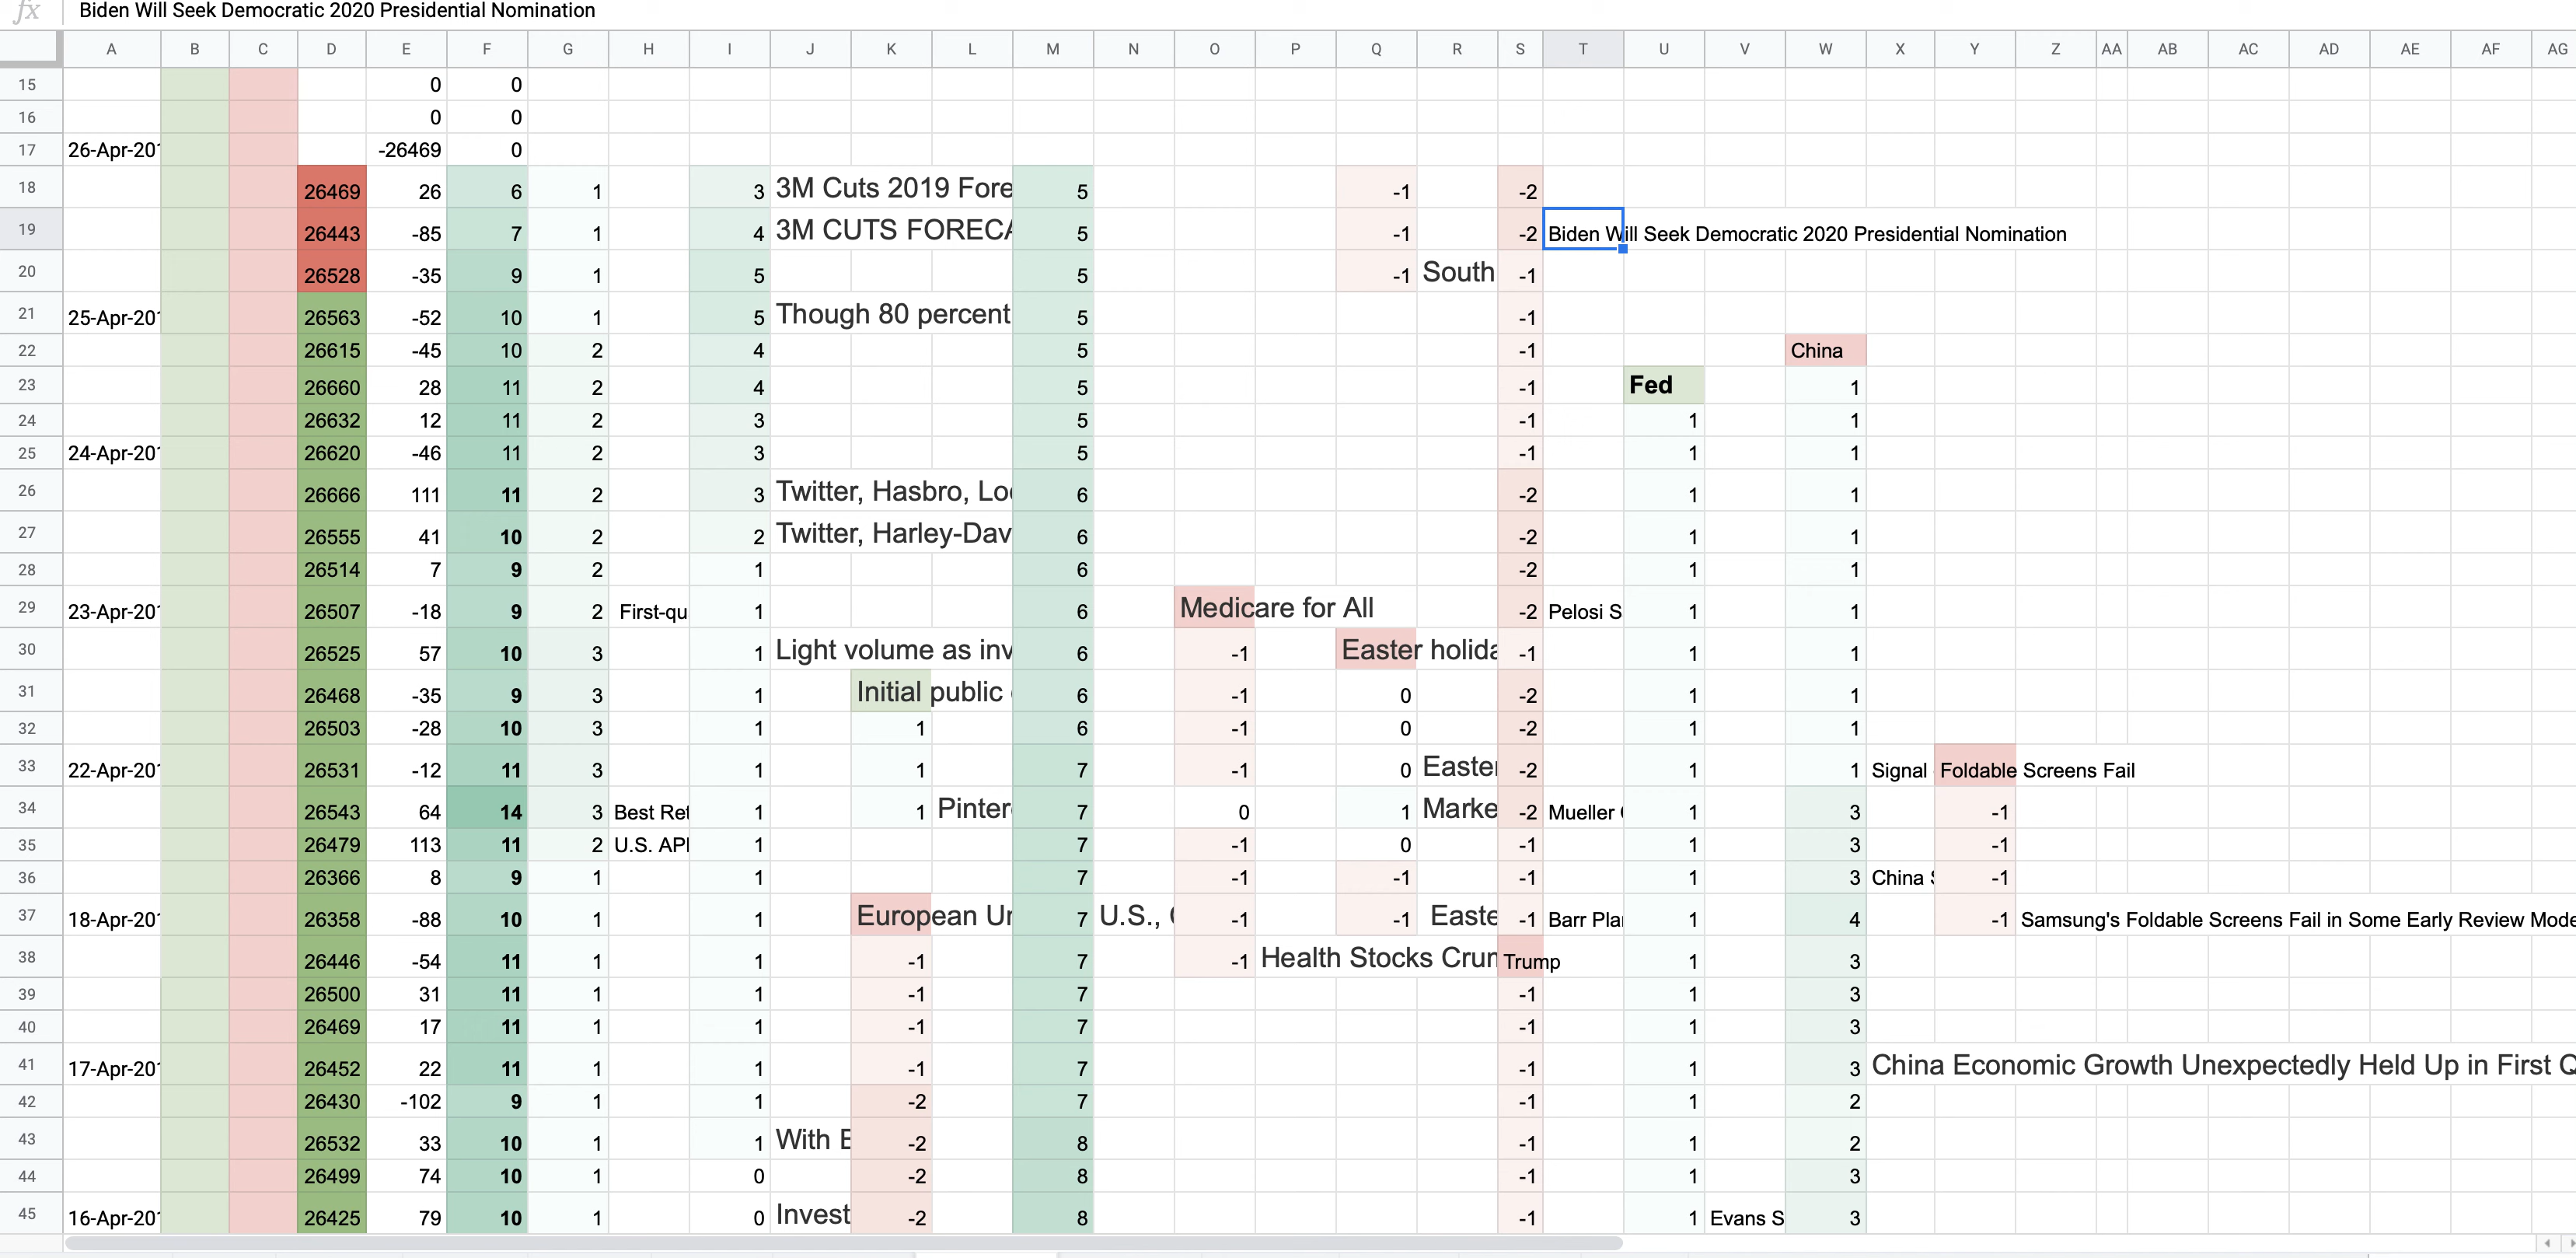 fx Biden Will Seek Democratic 2020 Presidential Nomination
A B C D E F G H I J K L M N O P Q R S T U V W X Y Z AA AB AC AD AE AF AG
15 0 0
16 0 0
17 26-Apr-201 -26469 0
18 26469 26 6 1 3 3M Cuts 2019 Fore 5 -1 -2
19 26443 -85 7 1 4 3M CUTS FORECA 5 -1 -2 Biden Will Seek Democratic 2020 Presidential Nomination
20 26528 -35 9 1 5 5 -1 South -1
21 25-Apr-201 26563 -52 10 1 5 Though 80 percent 5 -1
22 26615 -45 10 2 4 5 -1 China
23 26660 28 11 2 4 5 -1 Fed 1
24 26632 12 11 2 3 5 -1 1 1
25 24-Apr-201 26620 -46 11 2 3 5 -1 1 1
26 26666 111 11 2 3 Twitter, Hasbro, Loc 6 -2 1 1
27 26555 41 10 2 2 Twitter, Harley-Dav 6 -2 1 1
28 26514 7 9 2 1 6 -2 1 1
29 23-Apr-201 26507 -18 9 2 First-qu 1 6 Medicare for All -2 Pelosi S 1 1
30 26525 57 10 3 1 Light volume as inv 6 -1 Easter holida -1 1 1
31 26468 -35 9 3 1 Initial public 6 -1 0 -2 1 1
32 26503 -28 10 3 1 1 6 -1 0 -2 1 1
33 22-Apr-201 26531 -12 11 3 1 1 7 -1 0 Easter -2 1 1 Signal Foldable Screens Fail
34 26543 64 14 3 Best Ret 1 1 Pinter 7 0 1 Marke -2 Mueller 1 3 -1
35 26479 113 11 2 U.S. API 1 7 -1 0 -1 1 3 -1
36 26366 8 9 1 1 7 -1 -1 -1 1 3 China -1
37 18-Apr-201 26358 -88 10 1 1 European Un 7 U.S., -1 -1 Easte -1 Barr Plan 1 4 -1 Samsung's Foldable Screens Fail in Some Early Review Mode
38 26446 -54 11 1 1 -1 7 -1 Health Stocks Crum Trump 1 3
39 26500 31 11 1 1 -1 7 -1 1 3
40 26469 17 11 1 1 -1 7 -1 1 3
41 17-Apr-201 26452 22 11 1 1 -1 7 -1 1 3 China Economic Growth Unexpectedly Held Up in First Q
42 26430 -102 9 1 1 -2 7 -1 1 2
43 26532 33 10 1 1 With E -2 8 -1 1 2
44 26499 74 10 1 0 -2 8 -1 1 3
45 16-Apr-201 26425 79 10 1 0 Invest -2 8 -1 1 Evans S 3